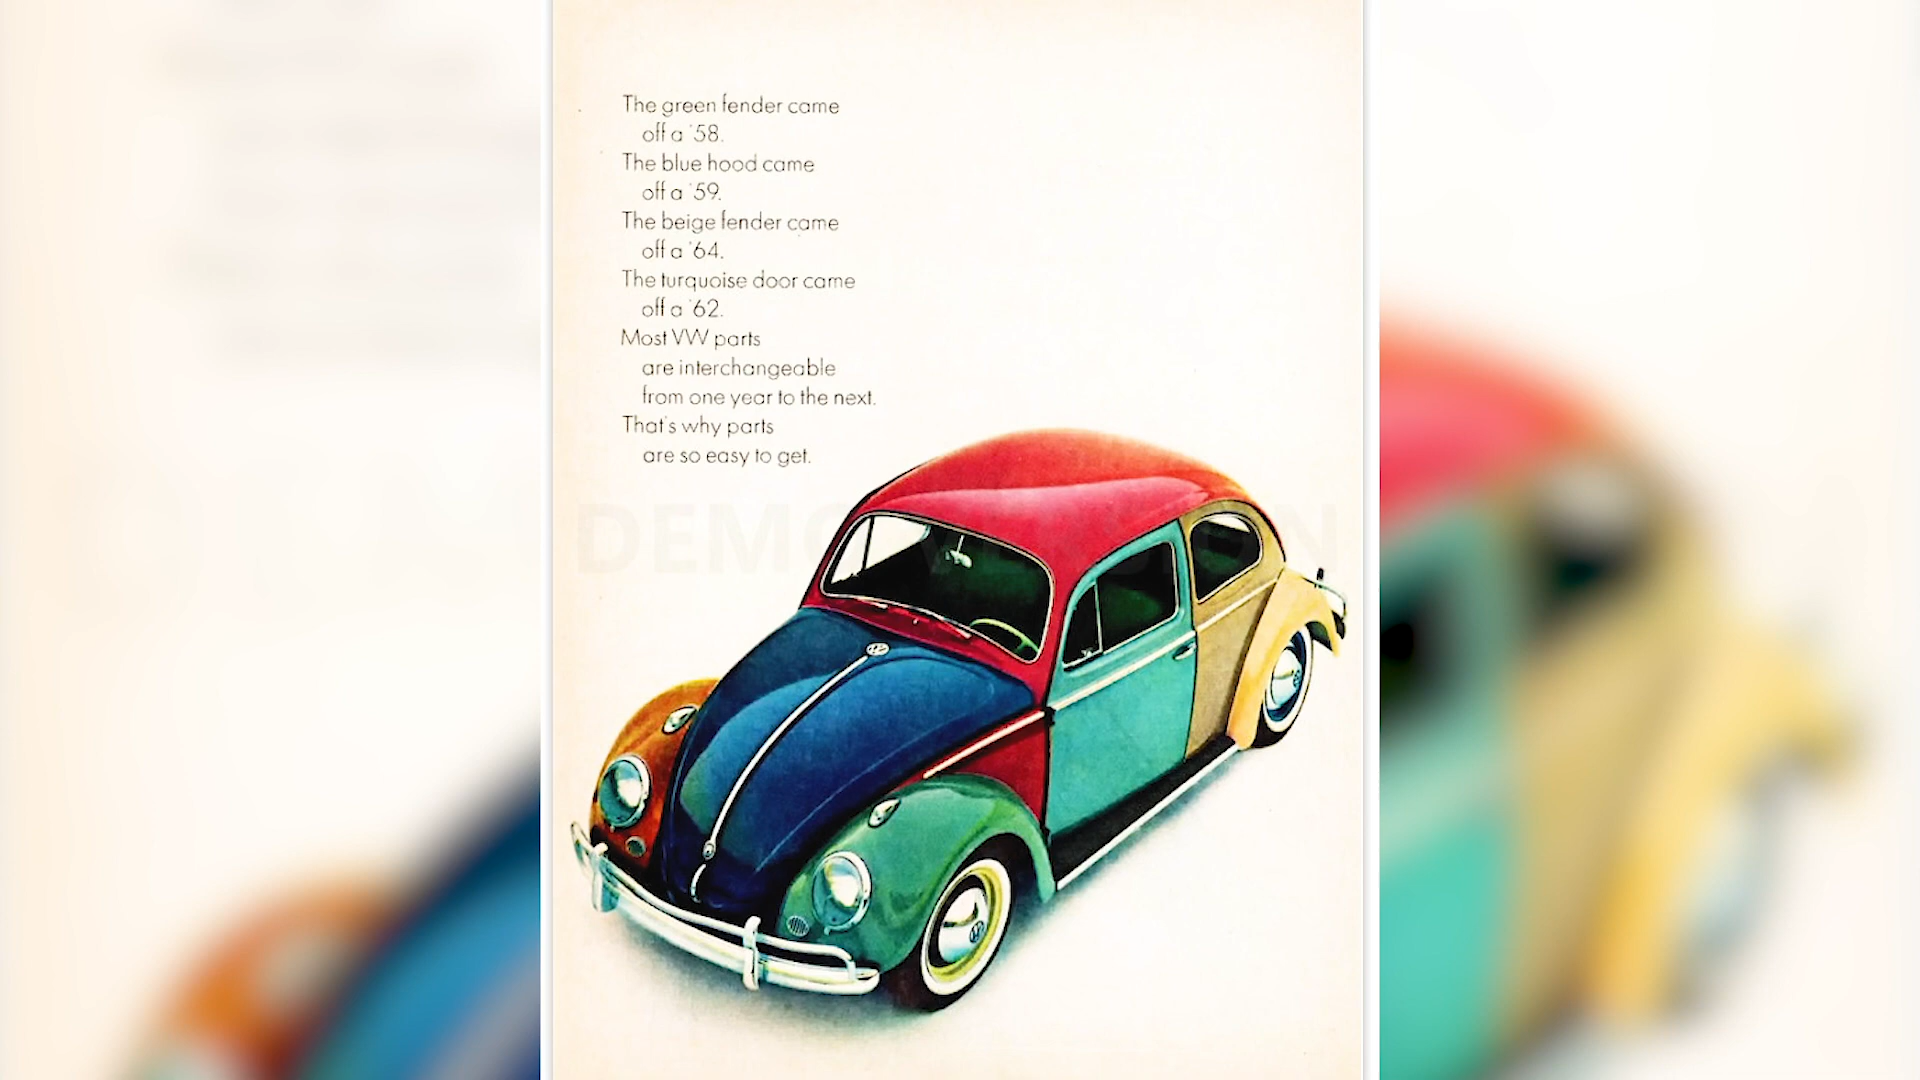 The green fender came
off a '58.
The blue hood came
off a '59.
The beige fender came
off a '64.
The turquoise door came
off a '62.
Most VW parts
are interchangeable
from one year to the next.
That's why parts
are so easy to get.
DEMO VERSION